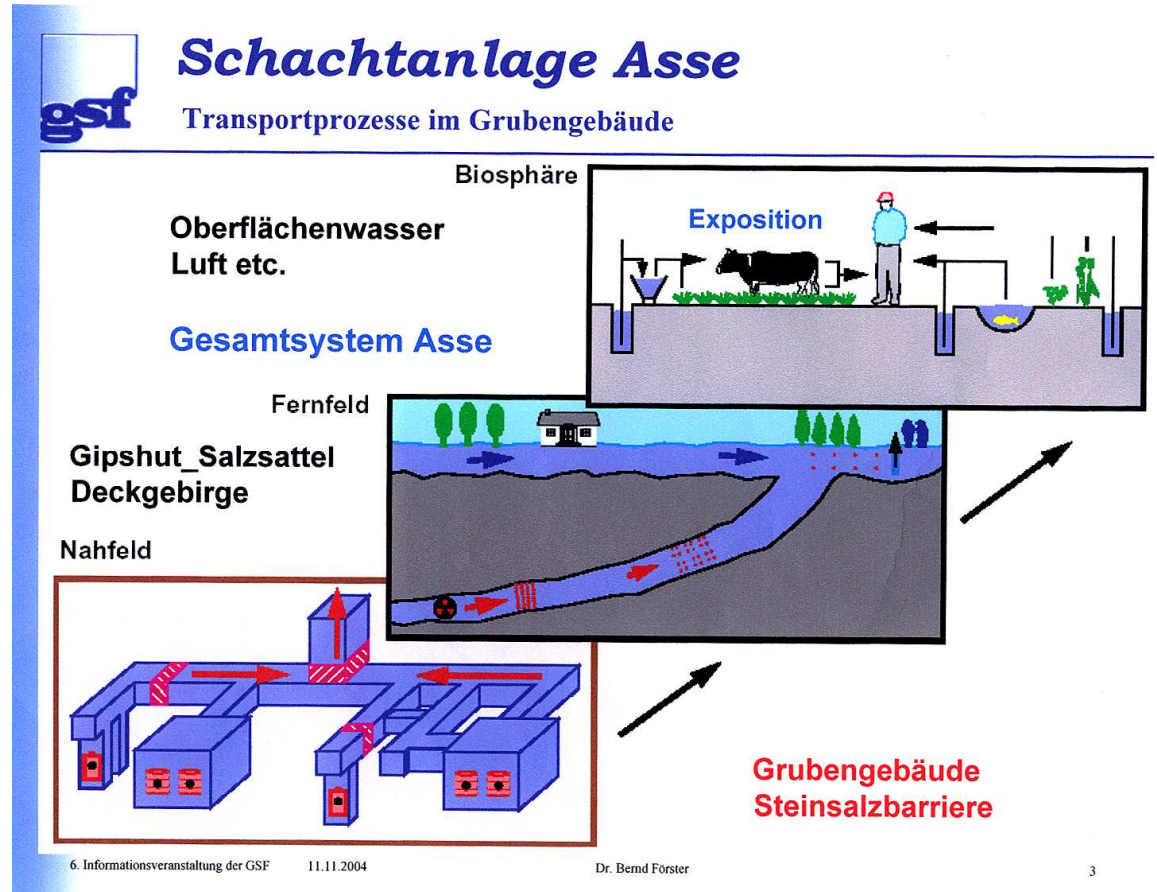 gsf
Schachtanlage Asse
Transportprozesse im Grubengebäude
Biosphäre
Exposition
Oberflächenwasser
Luft etc.
Gesamtsystem Asse
Fernfeld
Gipshut_Salzsattel
Deckgebirge
Nahfeld
Grubengebäude
Steinsalzbarriere
6. Informationsveranstaltung der GSF 11.11.2004 Dr. Bernd Förster 3